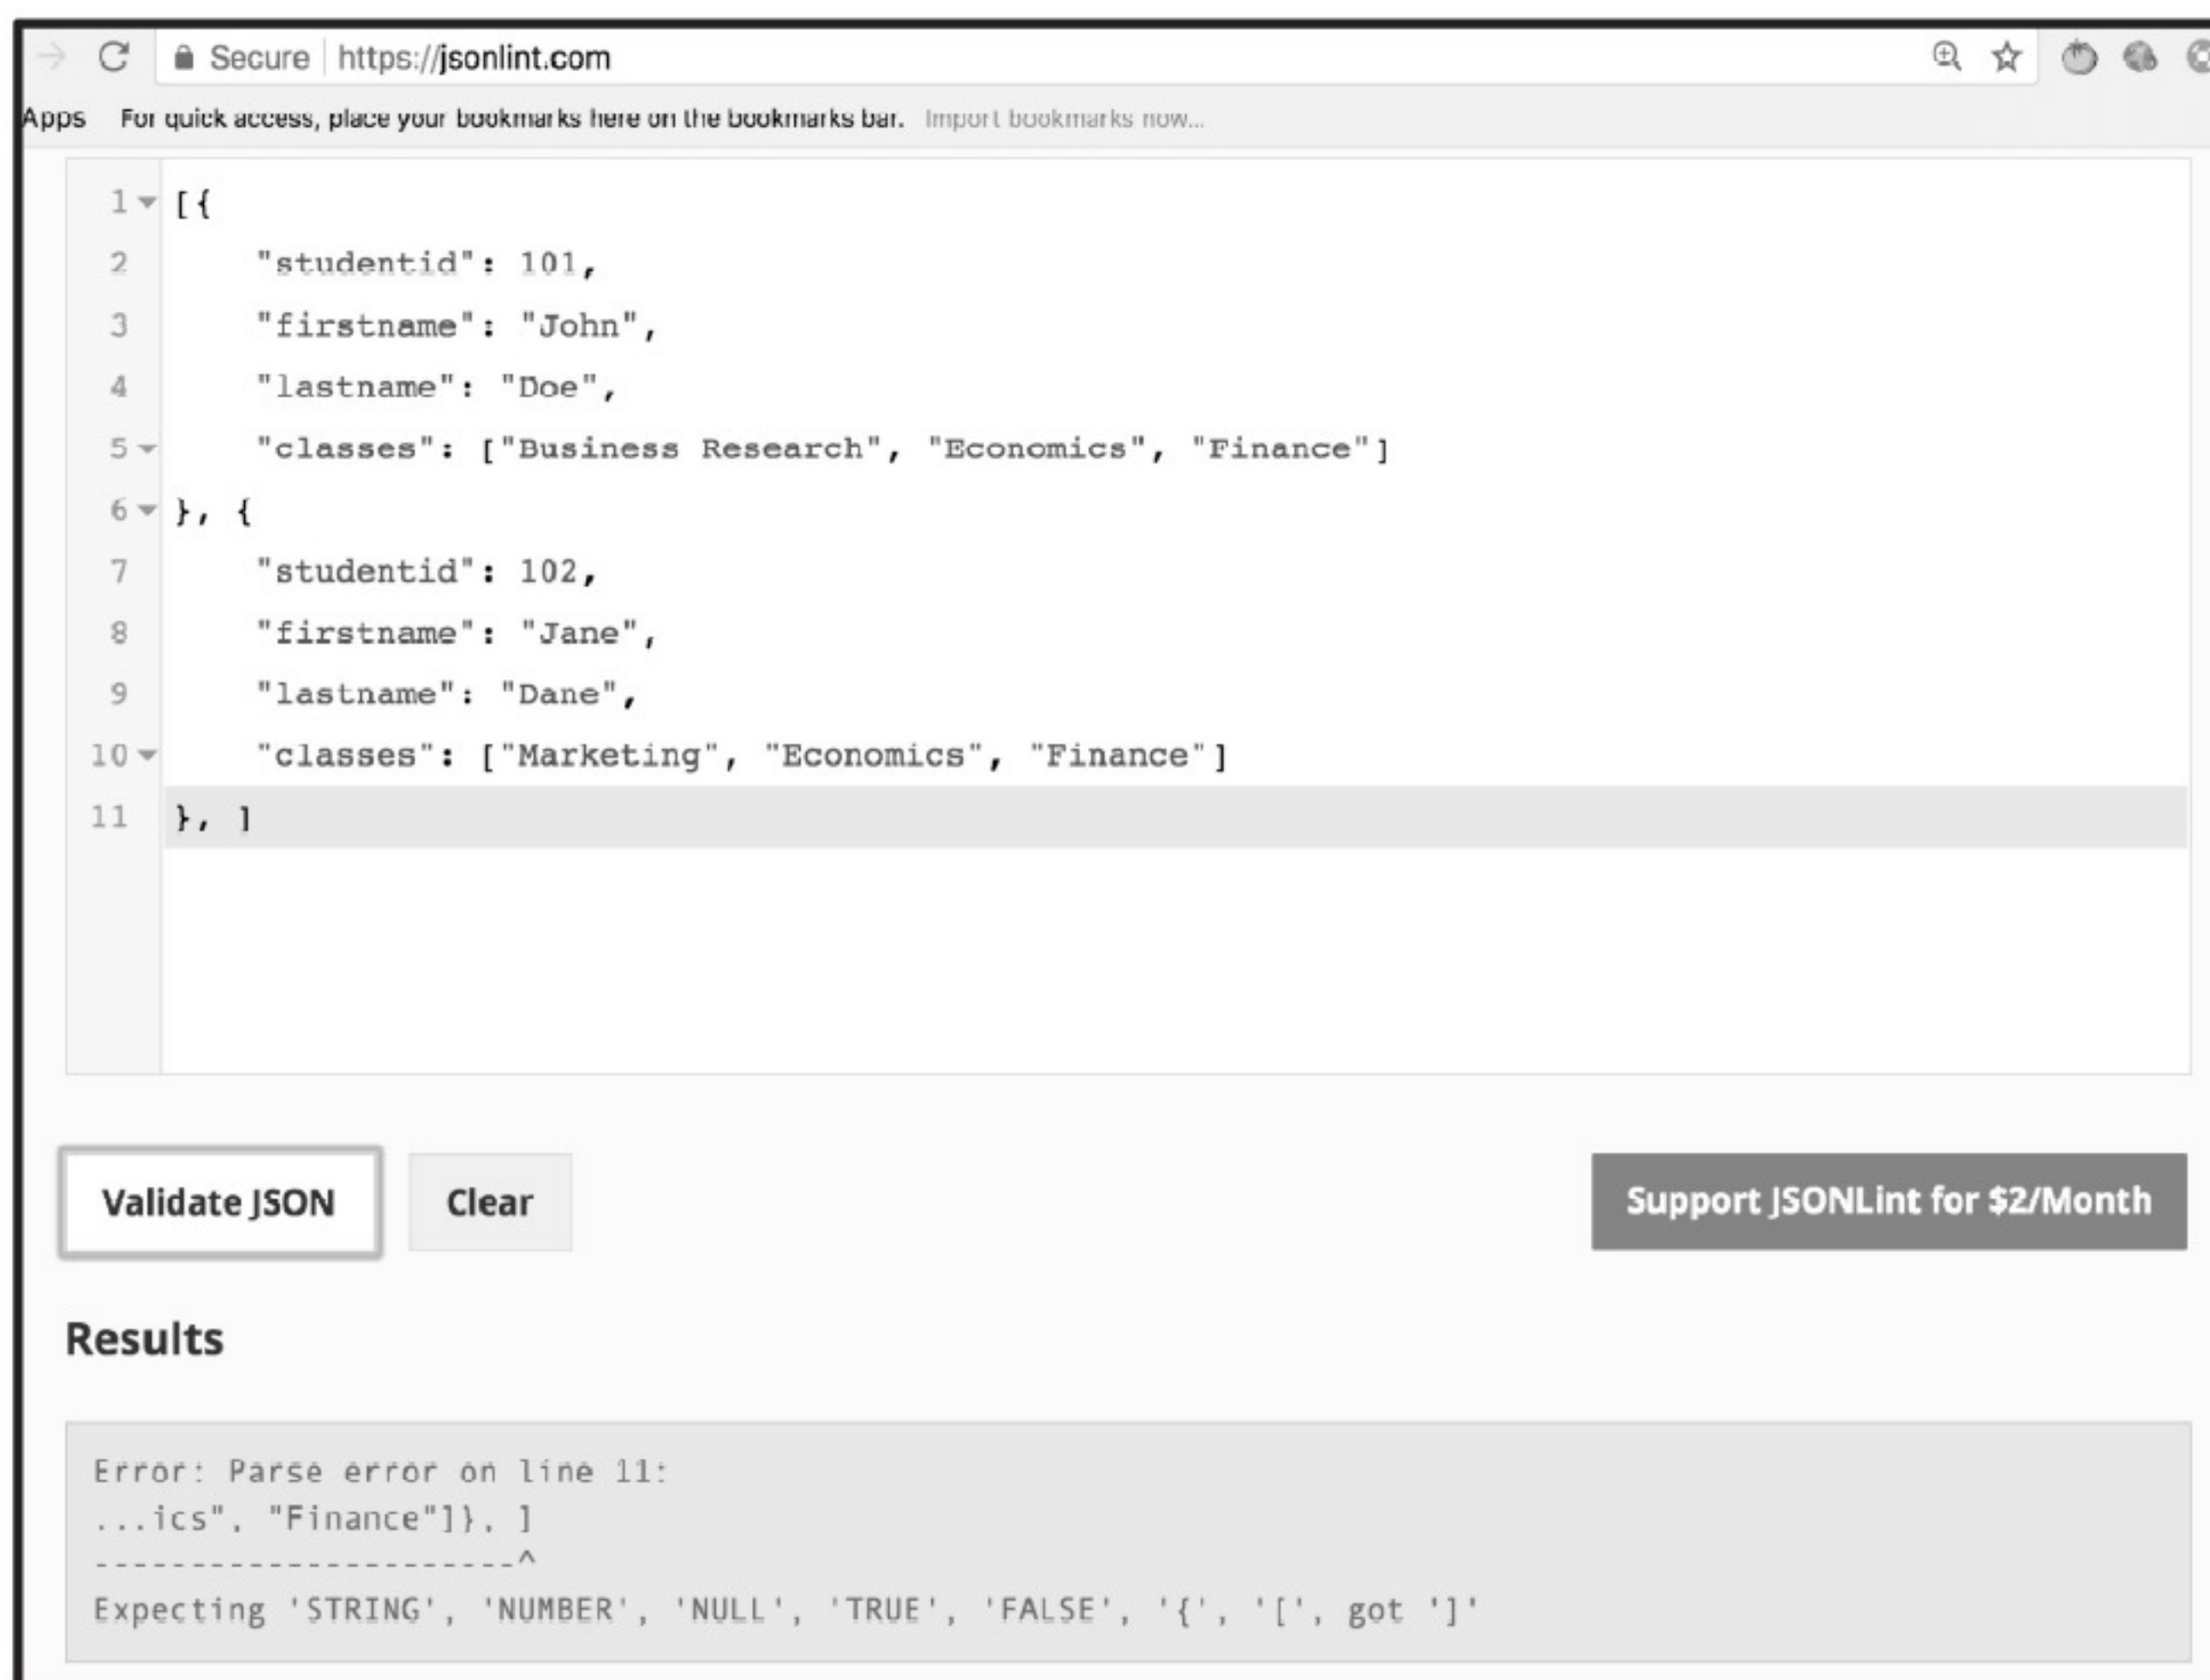 Secure https://jsonlint.com
Apps For quick access, place your bookmarks here on the bookmarks bar. Import bookmarks now...
1 [{
2 "studentid": 101,
3 "firstname": "John",
4 "lastname": "Doe",
5 "classes": ["Business Research", "Economics", "Finance"]
6 }, {
7 "studentid": 102,
8 "firstname": "Jane",
9 "lastname": "Dane",
10 "classes": ["Marketing", "Economics", "Finance"]
11 }, ]
Validate JSON Clear Support JSONLint for $2/Month
Results
Error: Parse error on line 11:
...ics", "Finance"]}, ]
----------------------^
Expecting 'STRING', 'NUMBER', 'NULL', 'TRUE', 'FALSE', '{', '[', got ']'